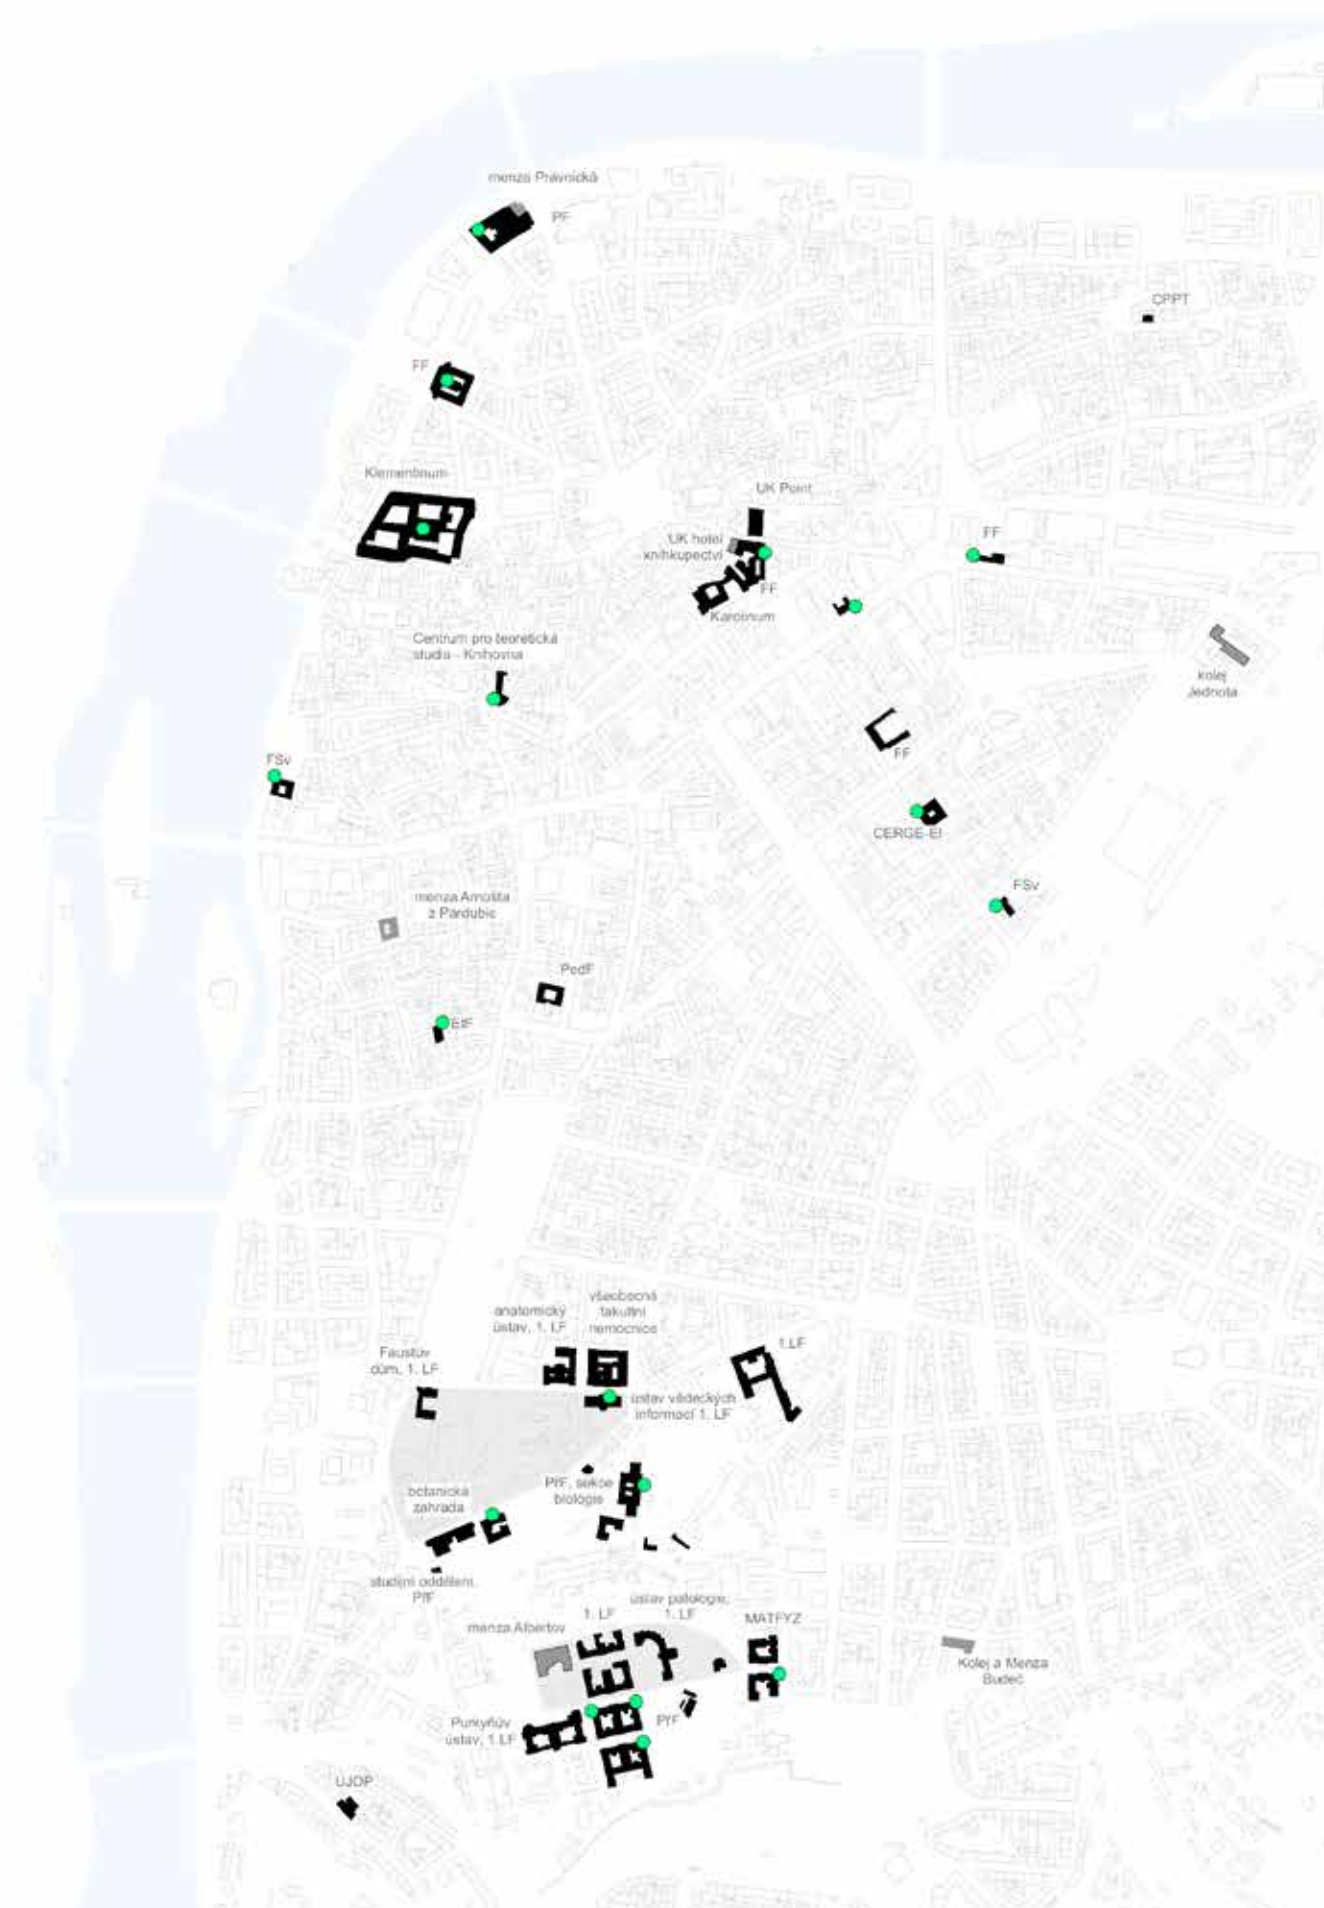 menza Právnická
PF
CPPT
FF
Klementinum
UK Point
UK hotel
knihkupectví
FF
FF
Karolinum
Centrum pro teoretická
studia - Knihovna
kolej
Jednota
FF
FSv
CERGE-EI
FSv
menza Arnošta
z Pardubic
PedF
ETF
všeobecná
fakultní
nemocnice
anatomický
ústav, 1. LF
1.LF
Faustův
dům, 1. LF
ústav vědeckých
informací 1. LF
PřF, sekce
biologie
botanická
zahrada
studijní oddělení,
PřF
ústav patologie,
1. LF
1. LF
MATFYZ
menza Albertov
Kolej a Menza
Budeč
Purkyňův
ústav, 1.LF
PřF
UJOP